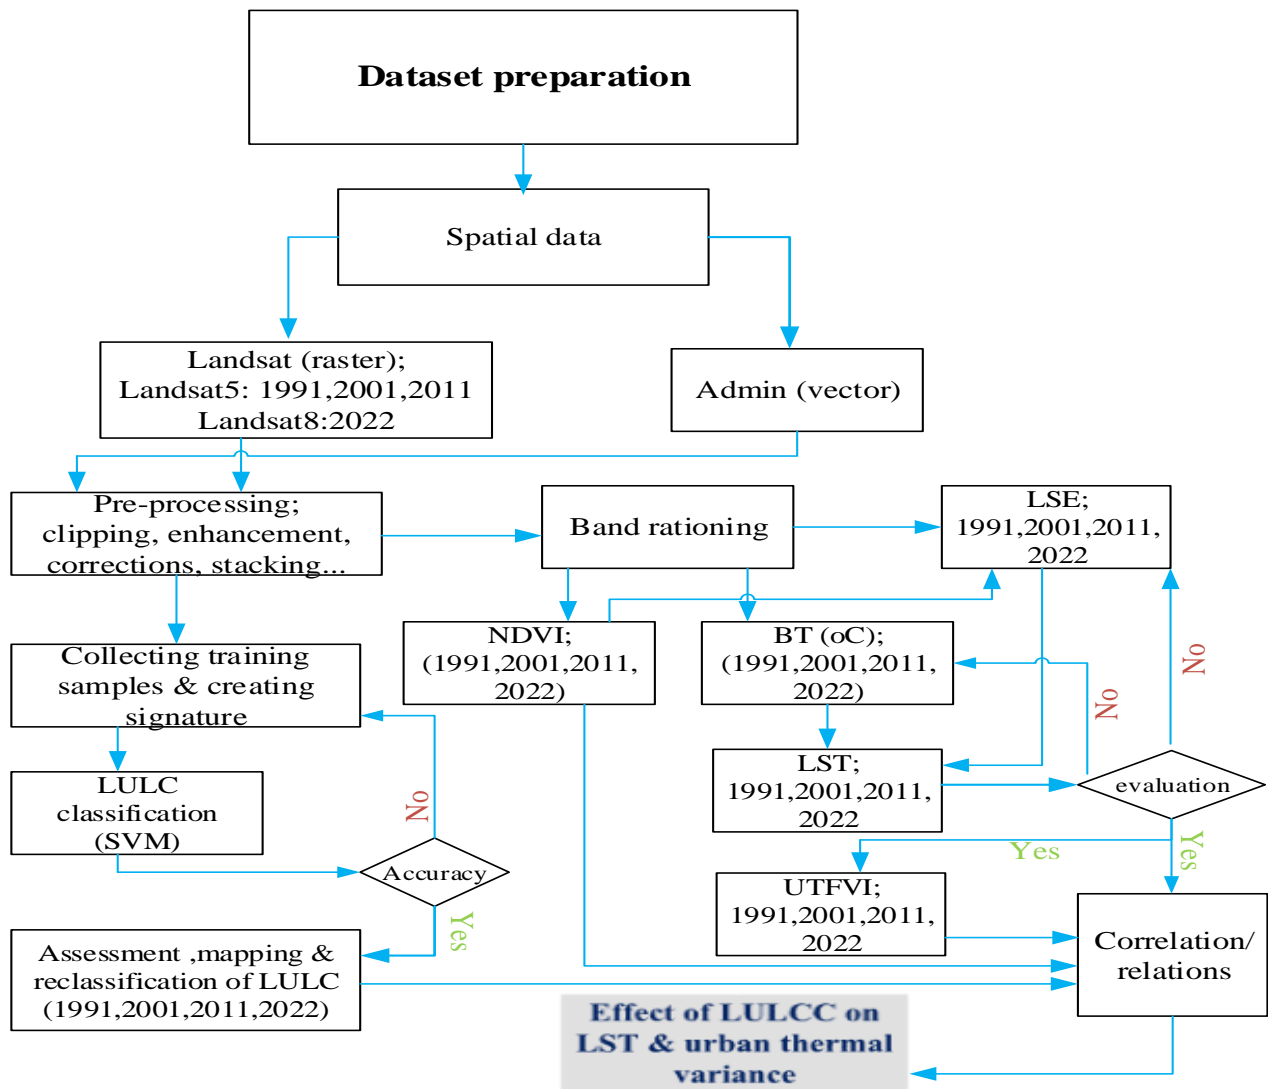 Dataset preparation
Spatial data
Landsat (raster);
Landsat5: 1991,2001,2011
Landsat8:2022
Admin (vector)
Pre-processing;
clipping, enhancement,
corrections, stacking...
Band rationing
LSE;
1991,2001,2011,
2022
NDVI;
(1991,2001,2011,
2022)
BT (oC);
(1991,2001,2011,
2022)
No
No
Collecting training
samples & creating
signature
LULC
classification
(SVM)
No
LST;
1991,2001,2011,
2022
evaluation
Yes
Yes
Accuracy
Yes
UTFVI;
1991,2001,2011,
2022
Correlation/
relations
Assessment ,mapping &
reclassification of LULC
(1991,2001,2011,2022)
Effect of LULCC on
LST & urban thermal
variance